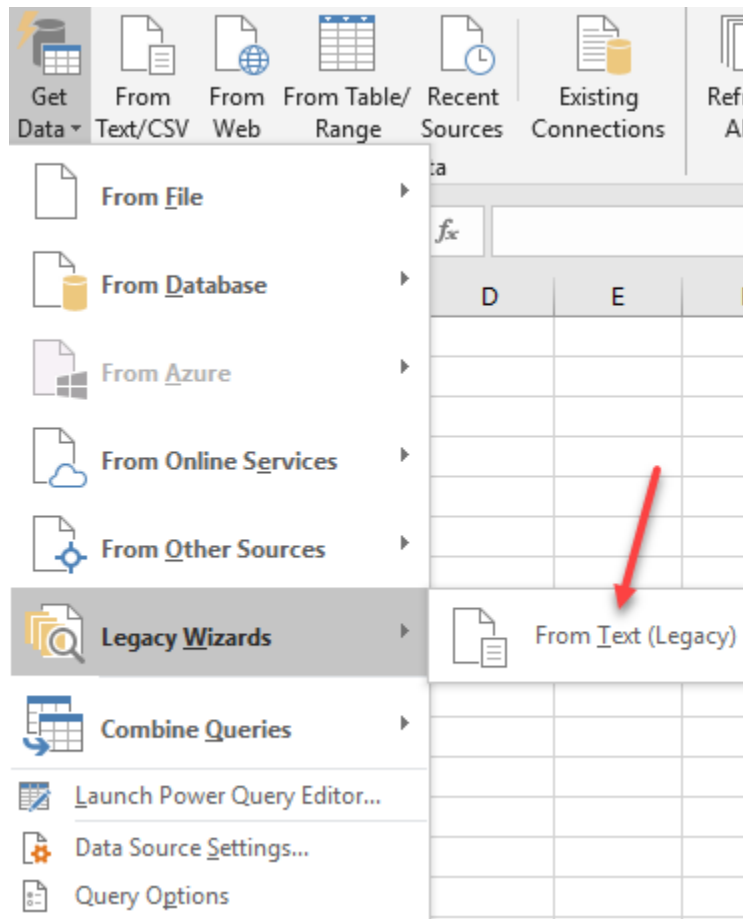 Get From From From Table/ Recent Existing
Data Text/CSV Web Range Sources Connections
From File
fx
From Database
D E
From Azure
From Online Services
From Other Sources
Legacy Wizards
From Text (Legacy)
Combine Queries
Launch Power Query Editor...
Data Source Settings...
Query Options